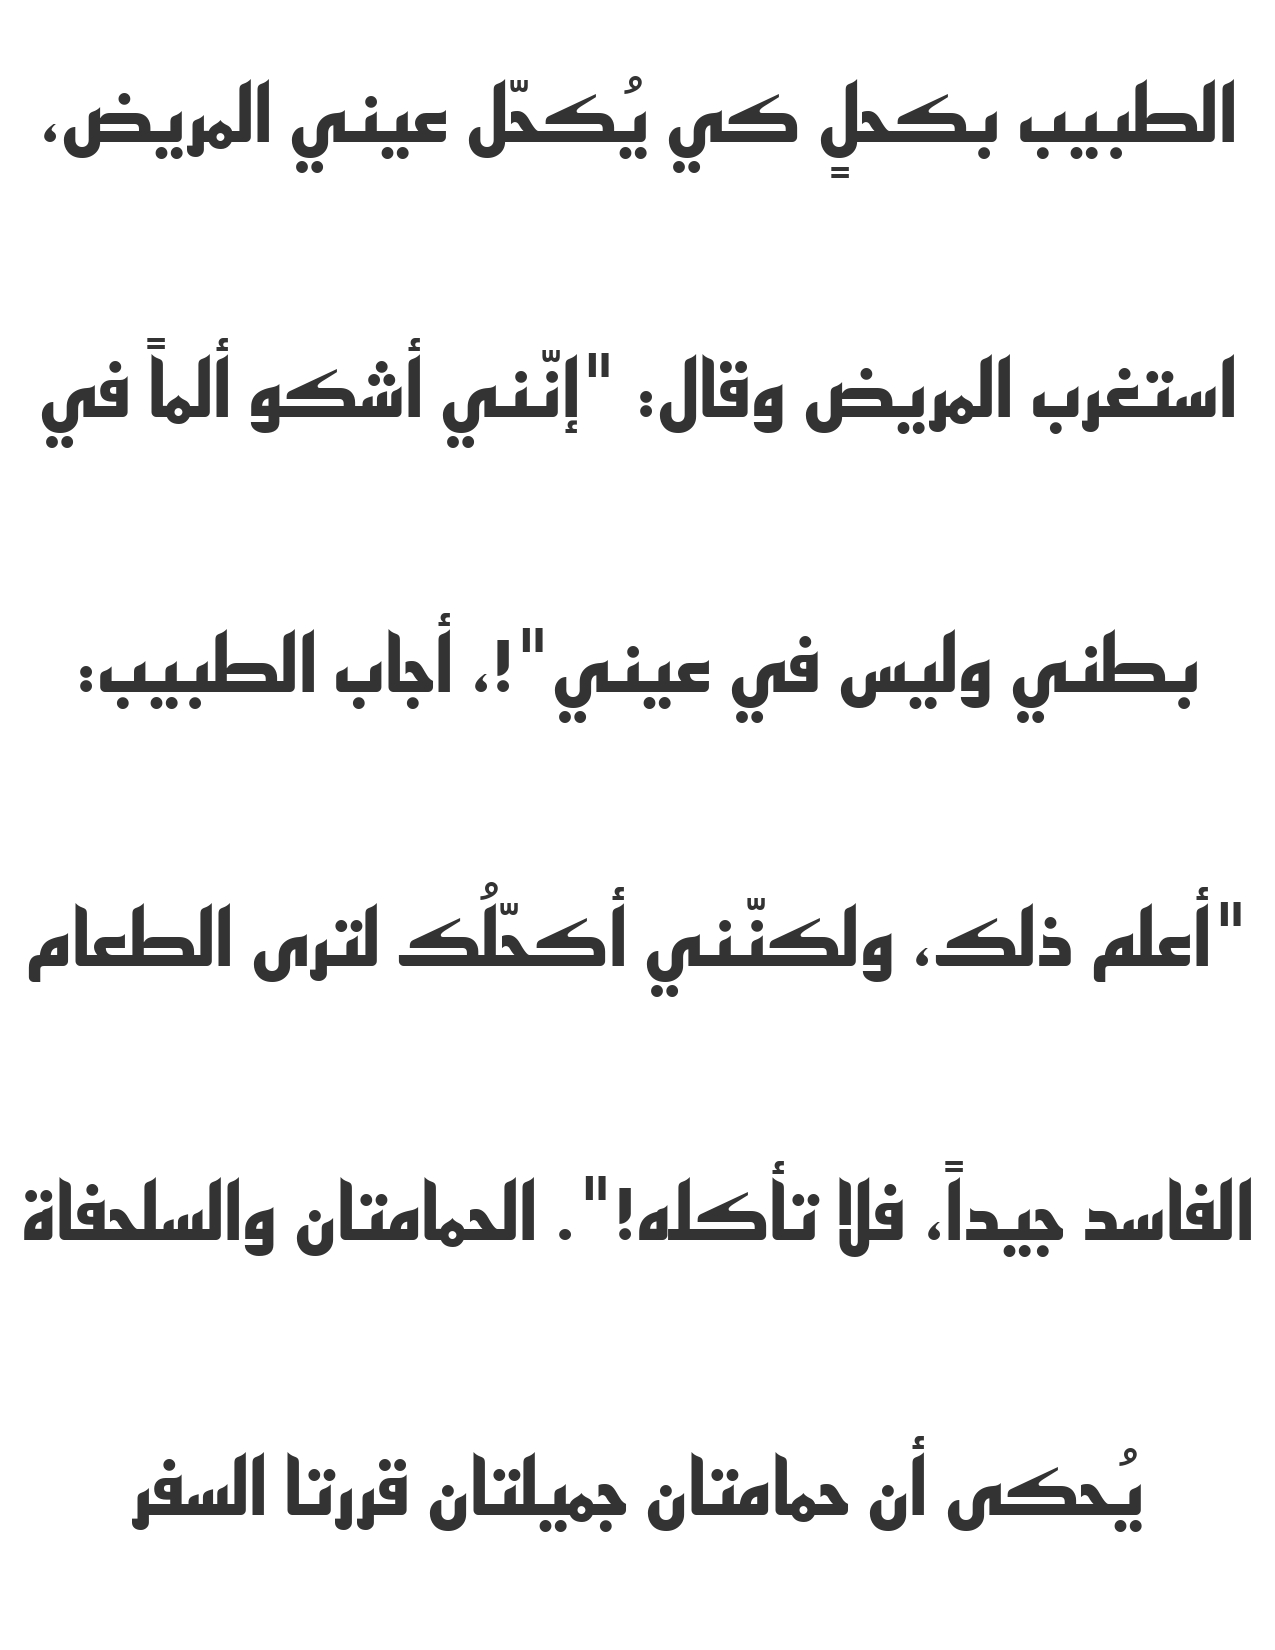 الطبيب بكحلٍ كي يُكحّل عيني المريض،
استغرب المريض وقال: "إنّني أشكو ألماً في
بطني وليس في عيني"!، أجاب الطبيب:
"أعلم ذلك، ولكنّني أكحّلُك لترى الطعام
الفاسد جيداً، فلا تأكله!". الحمامتان والسلحفاة
يُحكى أن حمامتان جميلتان قررتا السفر